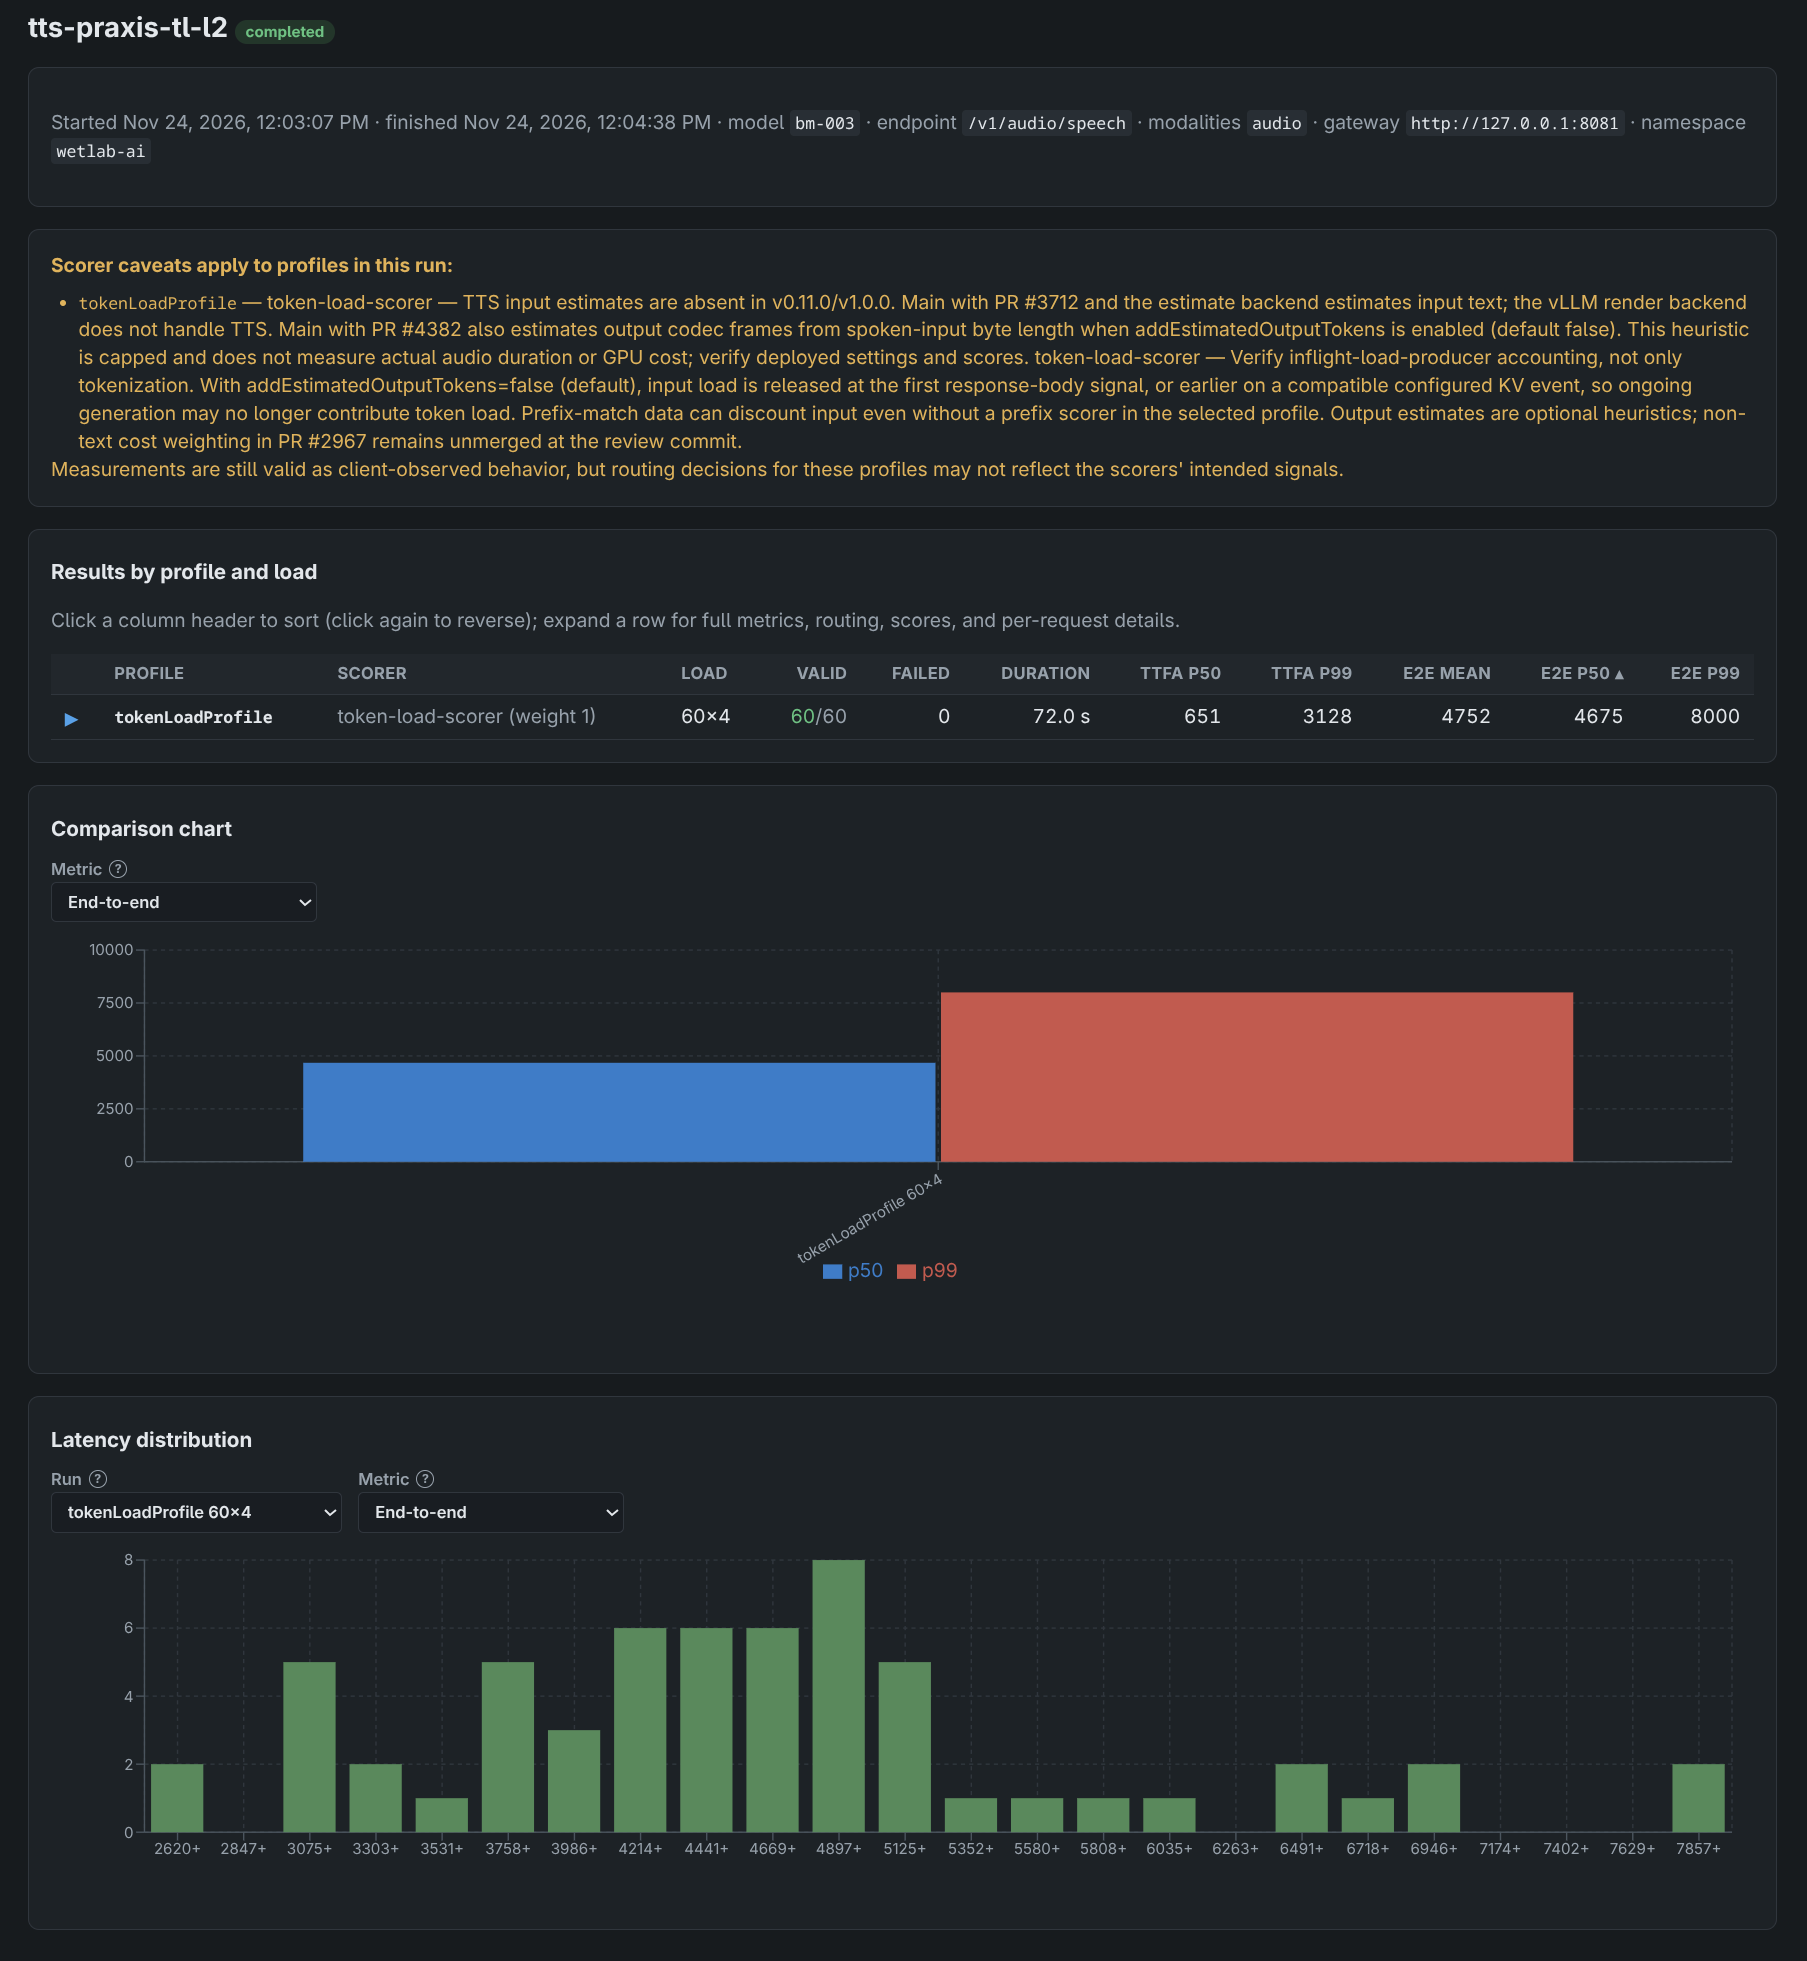 tts-praxis-tl-l2 completed
Started Nov 24, 2026, 12:03:07 PM · finished Nov 24, 2026, 12:04:38 PM · model bm-003 · endpoint /v1/audio/speech · modalities audio · gateway http://127.0.0.1:8081 · namespace
wetlab-ai
Scorer caveats apply to profiles in this run:
• tokenLoadProfile — token-load-scorer — TTS input estimates are absent in v0.11.0/v1.0.0. Main with PR #3712 and the estimate backend estimates input text; the vLLM render backend
does not handle TTS. Main with PR #4382 also estimates output codec frames from spoken-input byte length when addEstimatedOutputTokens is enabled (default false). This heuristic
is capped and does not measure actual audio duration or GPU cost; verify deployed settings and scores. token-load-scorer — Verify inflight-load-producer accounting, not only
tokenization. With addEstimatedOutputTokens=false (default), input load is released at the first response-body signal, or earlier on a compatible configured KV event, so ongoing
generation may no longer contribute token load. Prefix-match data can discount input even without a prefix scorer in the selected profile. Output estimates are optional heuristics; non-
text cost weighting in PR #2967 remains unmerged at the review commit.
Measurements are still valid as client-observed behavior, but routing decisions for these profiles may not reflect the scorers' intended signals.
Results by profile and load
Click a column header to sort (click again to reverse); expand a row for full metrics, routing, scores, and per-request details.
PROFILE SCORER LOAD VALID FAILED DURATION TTFA P50 TTFA P99 E2E MEAN E2E P50 ▲ E2E P99
▶ tokenLoadProfile token-load-scorer (weight 1) 60×4 60/60 0 72.0 s 651 3128 4752 4675 8000
Comparison chart
Metric ?
End-to-end
10000
7500
5000
2500
0
tokenLoadProfile 60×4
p50 p99
Latency distribution
Run ? Metric ?
tokenLoadProfile 60×4 End-to-end
8
6
4
2
0
2620+ 2847+ 3075+ 3303+ 3531+ 3758+ 3986+ 4214+ 4441+ 4669+ 4897+ 5125+ 5352+ 5580+ 5808+ 6035+ 6263+ 6491+ 6718+ 6946+ 7174+ 7402+ 7629+ 7857+